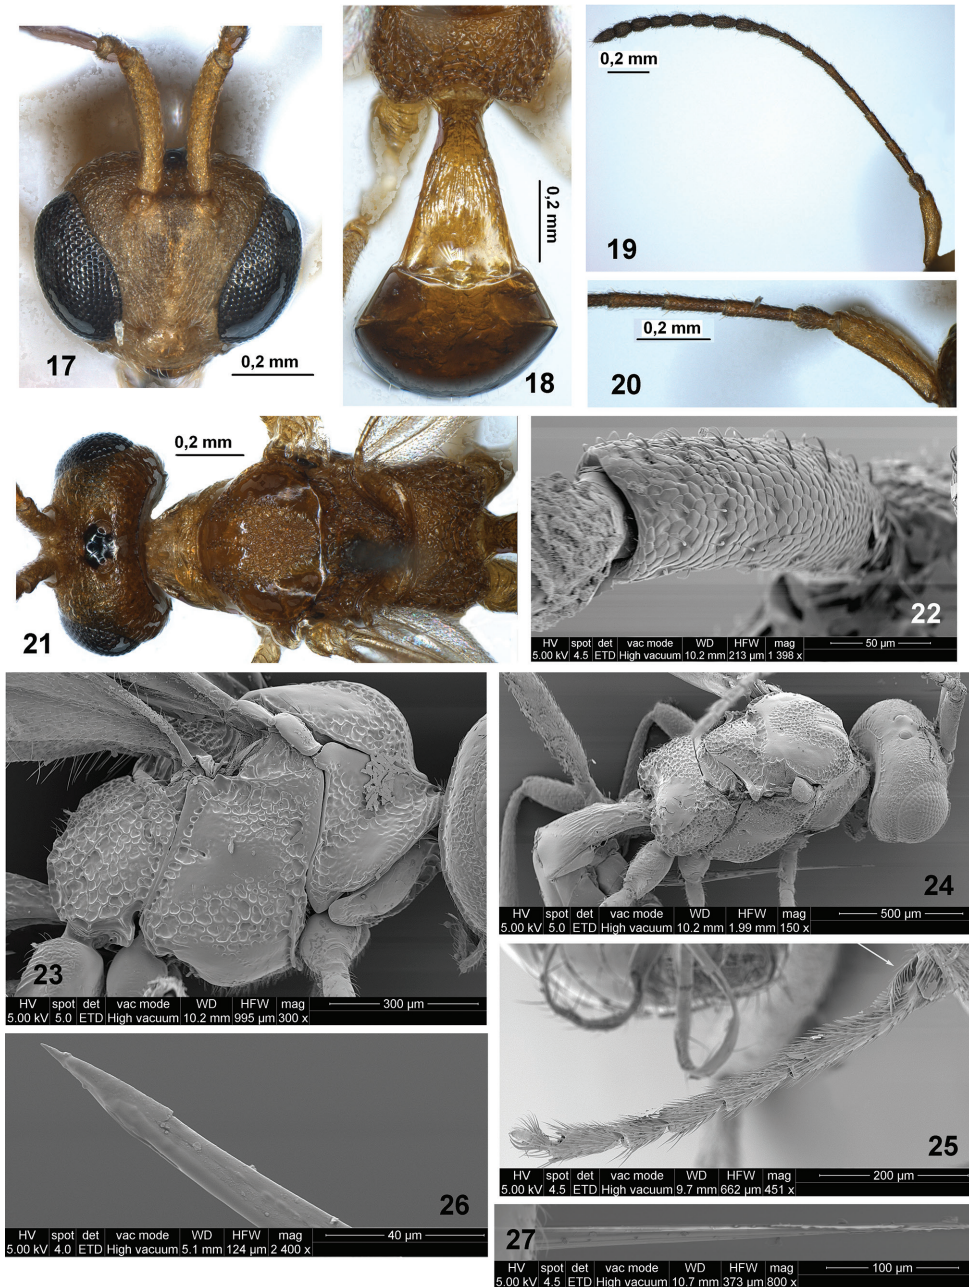 17
0,2 mm
0,2 mm
18
0,2 mm
19
0,2 mm
20
0,2 mm
21
22
HV spot det vac mode WD HFW mag 50 µm
5.00 kV 4.5 ETD High vacuum 10.2 mm 213 µm 1 398 x
23
HV spot det vac mode WD HFW mag 300 µm
5.00 kV 5.0 ETD High vacuum 10.2 mm 995 µm 300 x
24
HV spot det vac mode WD HFW mag 500 µm
5.00 kV 5.0 ETD High vacuum 10.2 mm 1.99 mm 150 x
25
HV spot det vac mode WD HFW mag 200 µm
5.00 kV 4.5 ETD High vacuum 9.7 mm 662 µm 451 x
26
HV spot det vac mode WD HFW mag 40 µm
5.00 kV 4.0 ETD High vacuum 5.1 mm 124 µm 2 400 x
27
HV spot det vac mode WD HFW mag 100 µm
5.00 kV 4.5 ETD High vacuum 10.7 mm 373 µm 800 x